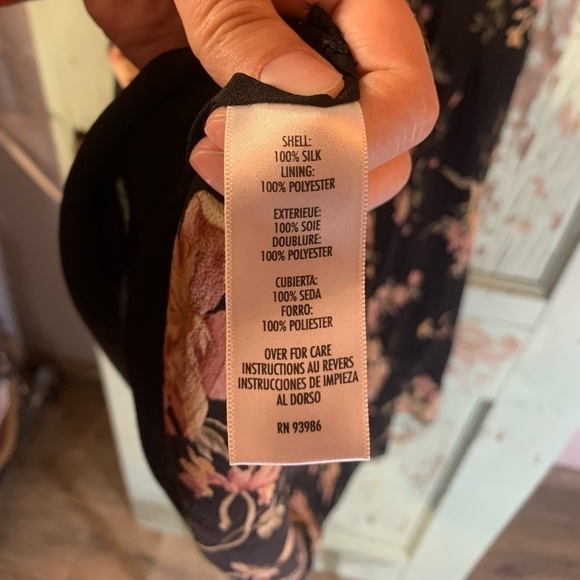 SHELL:
100% SILK
LINING:
100% POLYESTER
EXTERIEUE:
100% SOIE
DOUBLURE:
100% POLYESTER
CUBIERTA:
100% SEDA
FORRO:
100% POLIESTER
OVER FOR CARE
INSTRUCTIONS AU REVERS
INSTRUCCIONES DE IMPIEZA
AL DORSO
RN 93986